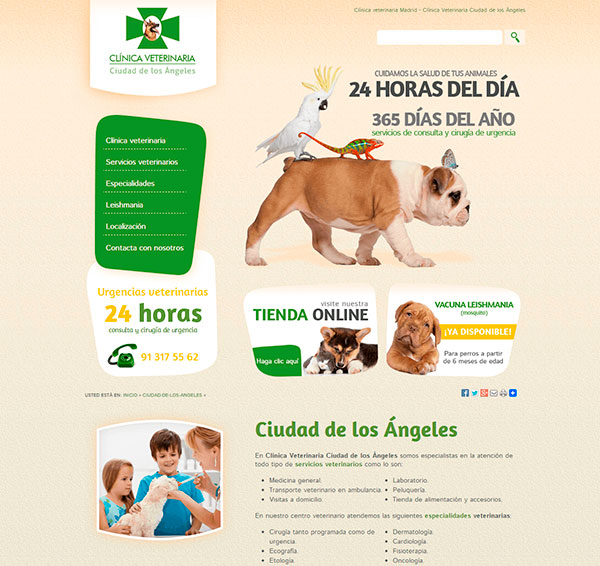 Clínica veterinaria Madrid - Clínica Veterinaria Ciudad de los Ángeles
CLÍNICA VETERINARIA
Ciudad de los Ángeles
CUIDAMOS LA SALUD DE TUS ANIMALES
24 HORAS DEL DÍA
365 DÍAS DEL AÑO
servicios de consulta y cirugía de urgencia
Clínica veterinaria
Servicios veterinarios
Especialidades
Leishmania
Localización
Contacta con nosotros
Urgencias veterinarias
24 horas
consulta y cirugía de urgencia
91 317 55 62
visite nuestra
TIENDA ONLINE
Haga clic aquí
VACUNA LEISHMANIA
(mosquito)
¡YA DISPONIBLE!
Para perros a partir
de 6 meses de edad
USTED ESTÁ EN: INICIO » CIUDAD-DE-LOS-ANGELES »
Ciudad de los Ángeles
En Clínica Veterinaria Ciudad de los Ángeles somos especialistas en la atención de
todo tipo de servicios veterinarios como lo son:
Medicina general.
Transporte veterinario en ambulancia.
Visitas a domicilio.
Laboratorio.
Peluquería.
Tienda de alimentación y accesorios.
En nuestro centro veterinario atendemos las siguientes especialidades veterinarias:
Cirugía tanto programada como de
urgencia.
Ecografía.
Etología.
Dermatología.
Cardiología.
Fisioterapia.
Oncología.